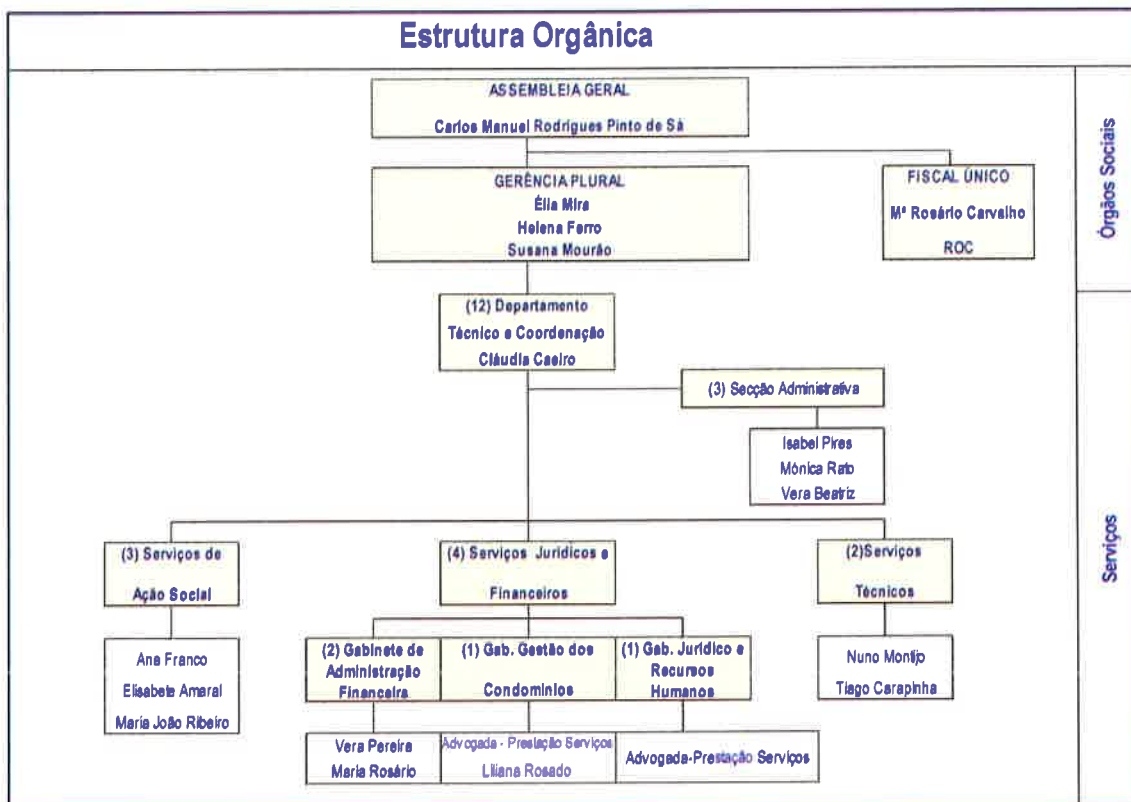 Estrutura Orgânica
ASSEMBLEIA GERAL
Carlos Manuel Rodrigues Pinto de Sá
GERÊNCIA PLURAL
Élia Mira
Helena Ferro
Susana Mourão
FISCAL ÚNICO
Mª Rosário Carvalho
ROC
Órgãos Sociais
(12) Departamento
Técnico e Coordenação
Cláudia Caeiro
(3) Secção Administrativa
Isabel Pires
Mónica Rato
Vera Beatriz
Serviços
(3) Serviços de
Ação Social
Ana Franco
Elisabete Amaral
Maria João Ribeiro
(4) Serviços Jurídicos e
Financeiros
(2) Gabinete de
Administração
Financeira
Vera Pereira
Maria Rosário
(1) Gab. Gestão dos
Condomínios
Advogada - Prestação Serviços
Liliana Rosado
(1) Gab. Jurídico e
Recursos
Humanos
Advogada-Prestação Serviços
(2)Serviços
Técnicos
Nuno Montijo
Tiago Carapinha